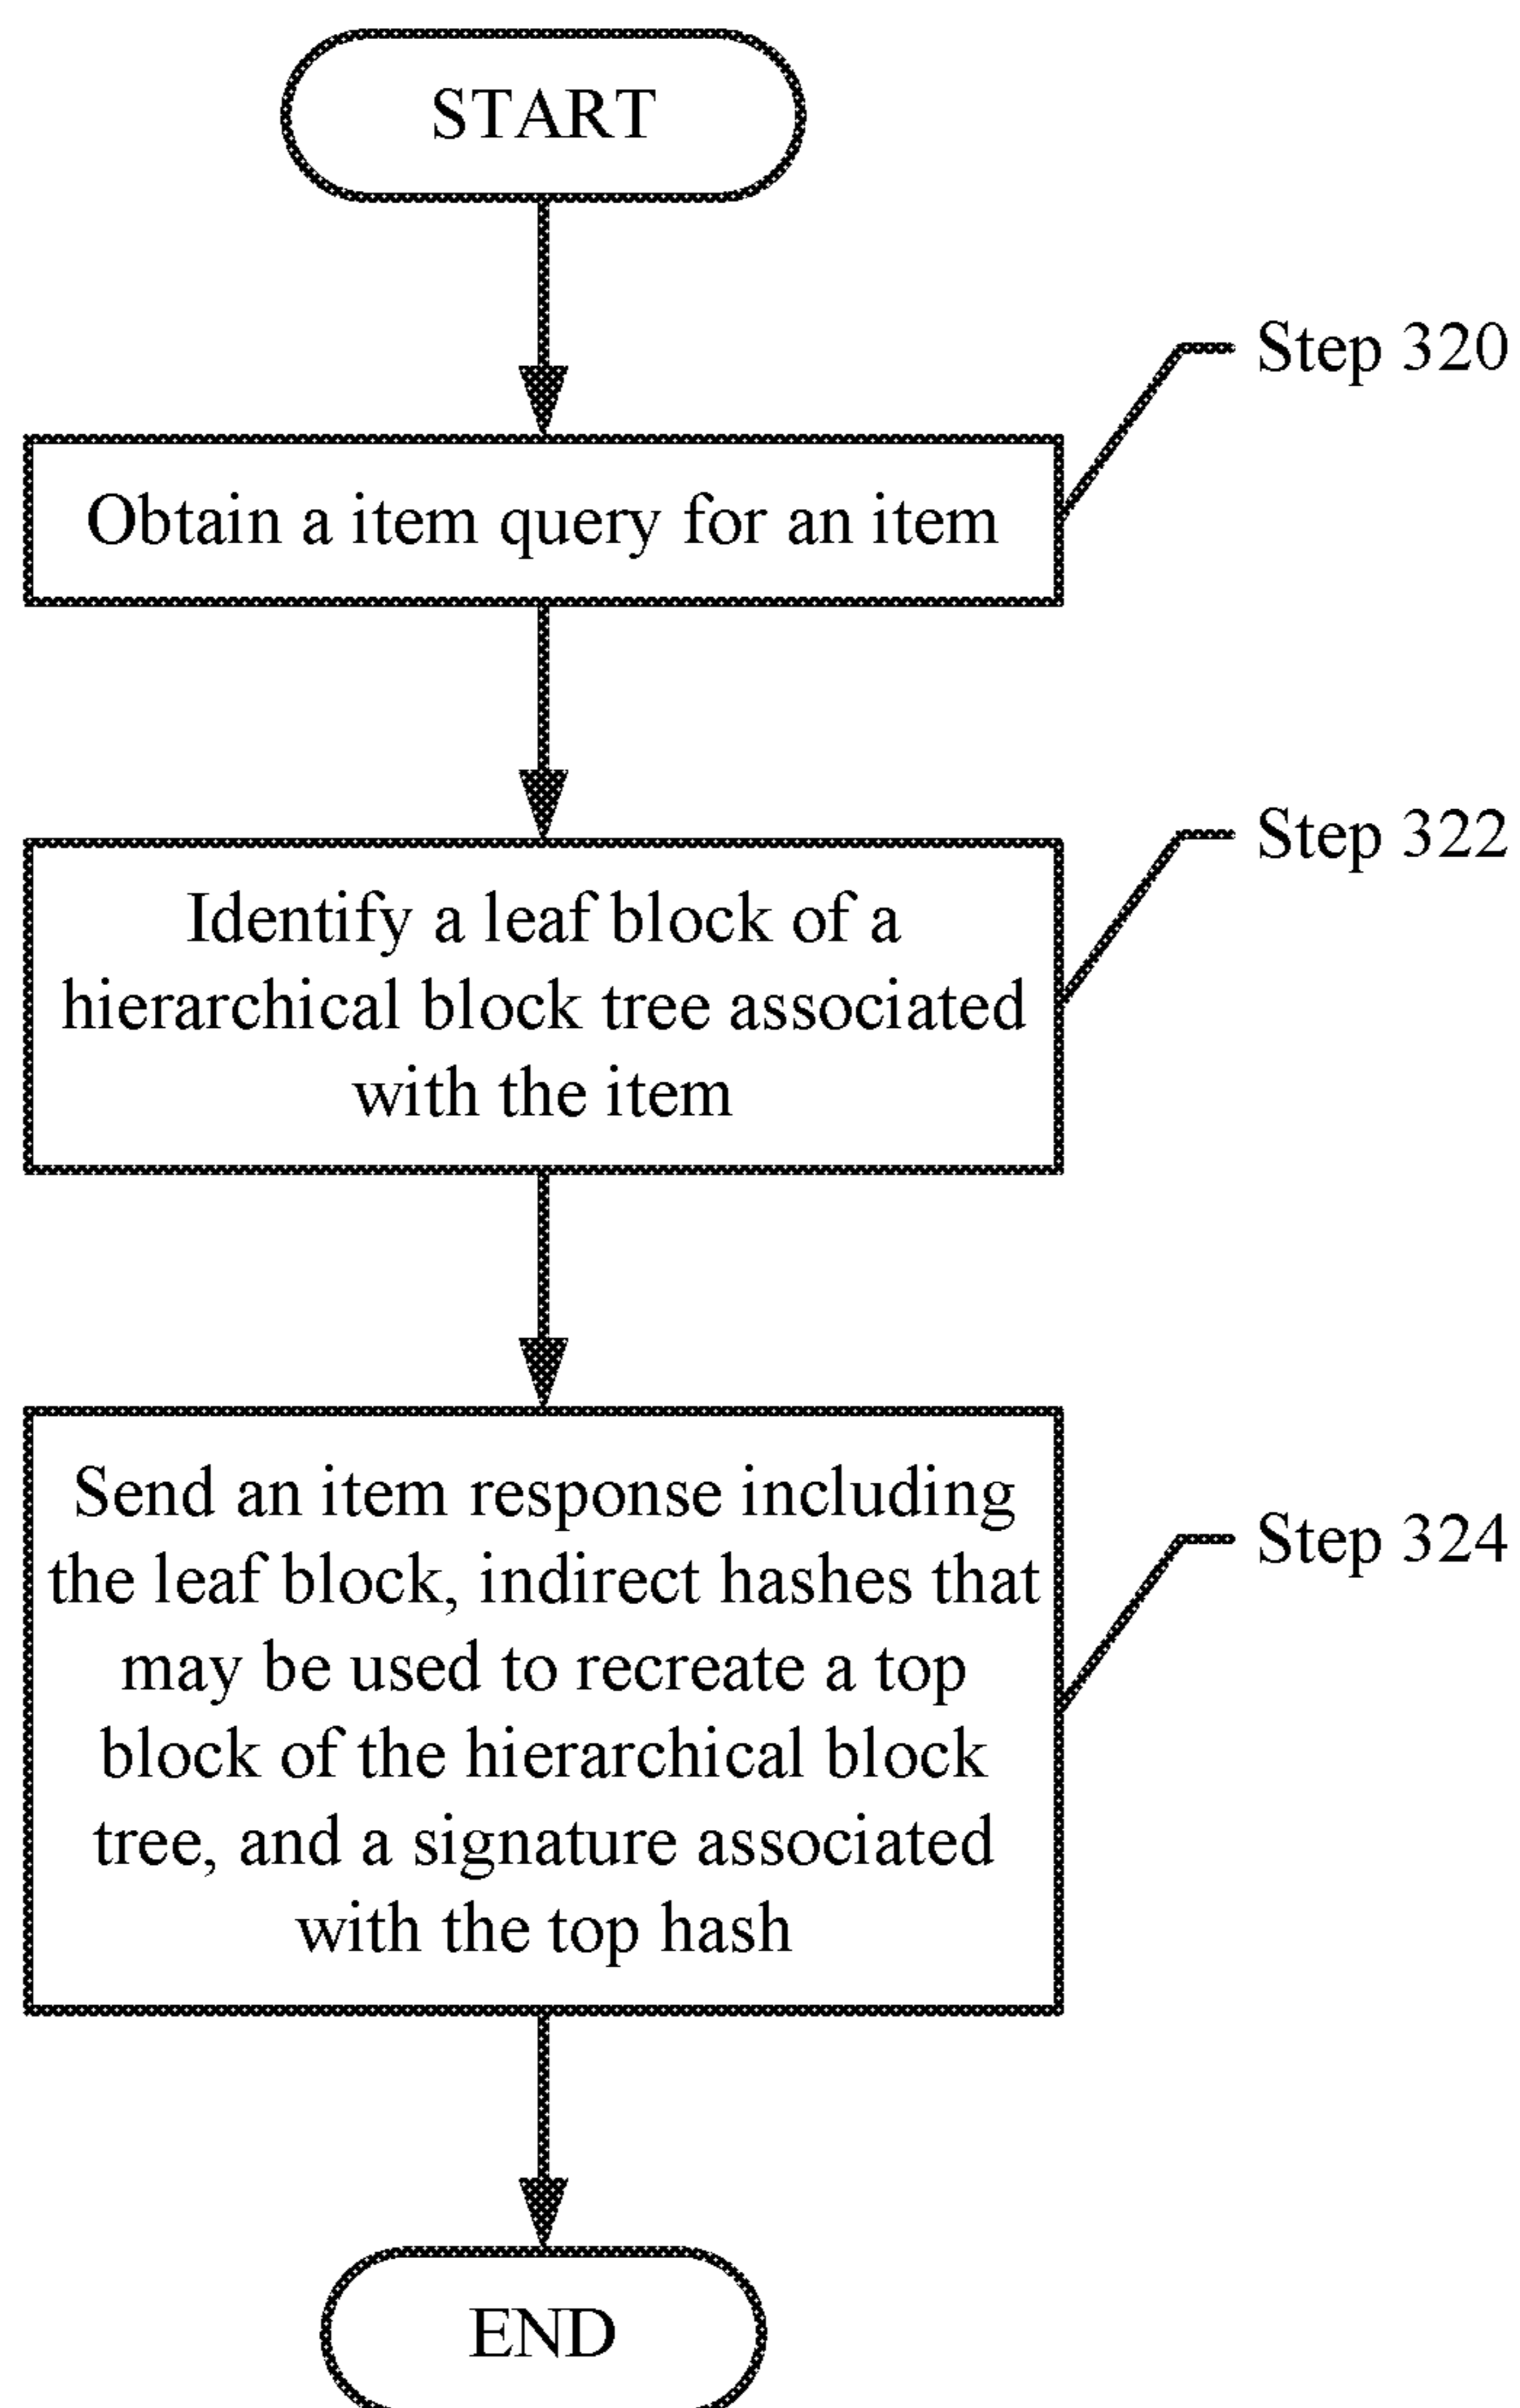 START
Step 320
Obtain a item query for an item
Step 322
Identify a leaf block of a
hierarchical block tree associated
with the item
Send an item response including
the leaf block, indirect hashes that
may be used to recreate a top
block of the hierarchical block
tree, and a signature associated
with the top hash
Step 324
END